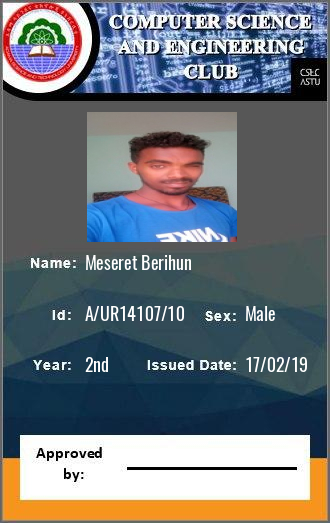 COMPUTER SCIENCE
AND ENGINEERING
CLUB
CSEC
ASTU
NIKE
Name: Meseret Berihun
Id: A/UR14107/10 Sex: Male
Year: 2nd Issued Date: 17/02/19
Approved
by: